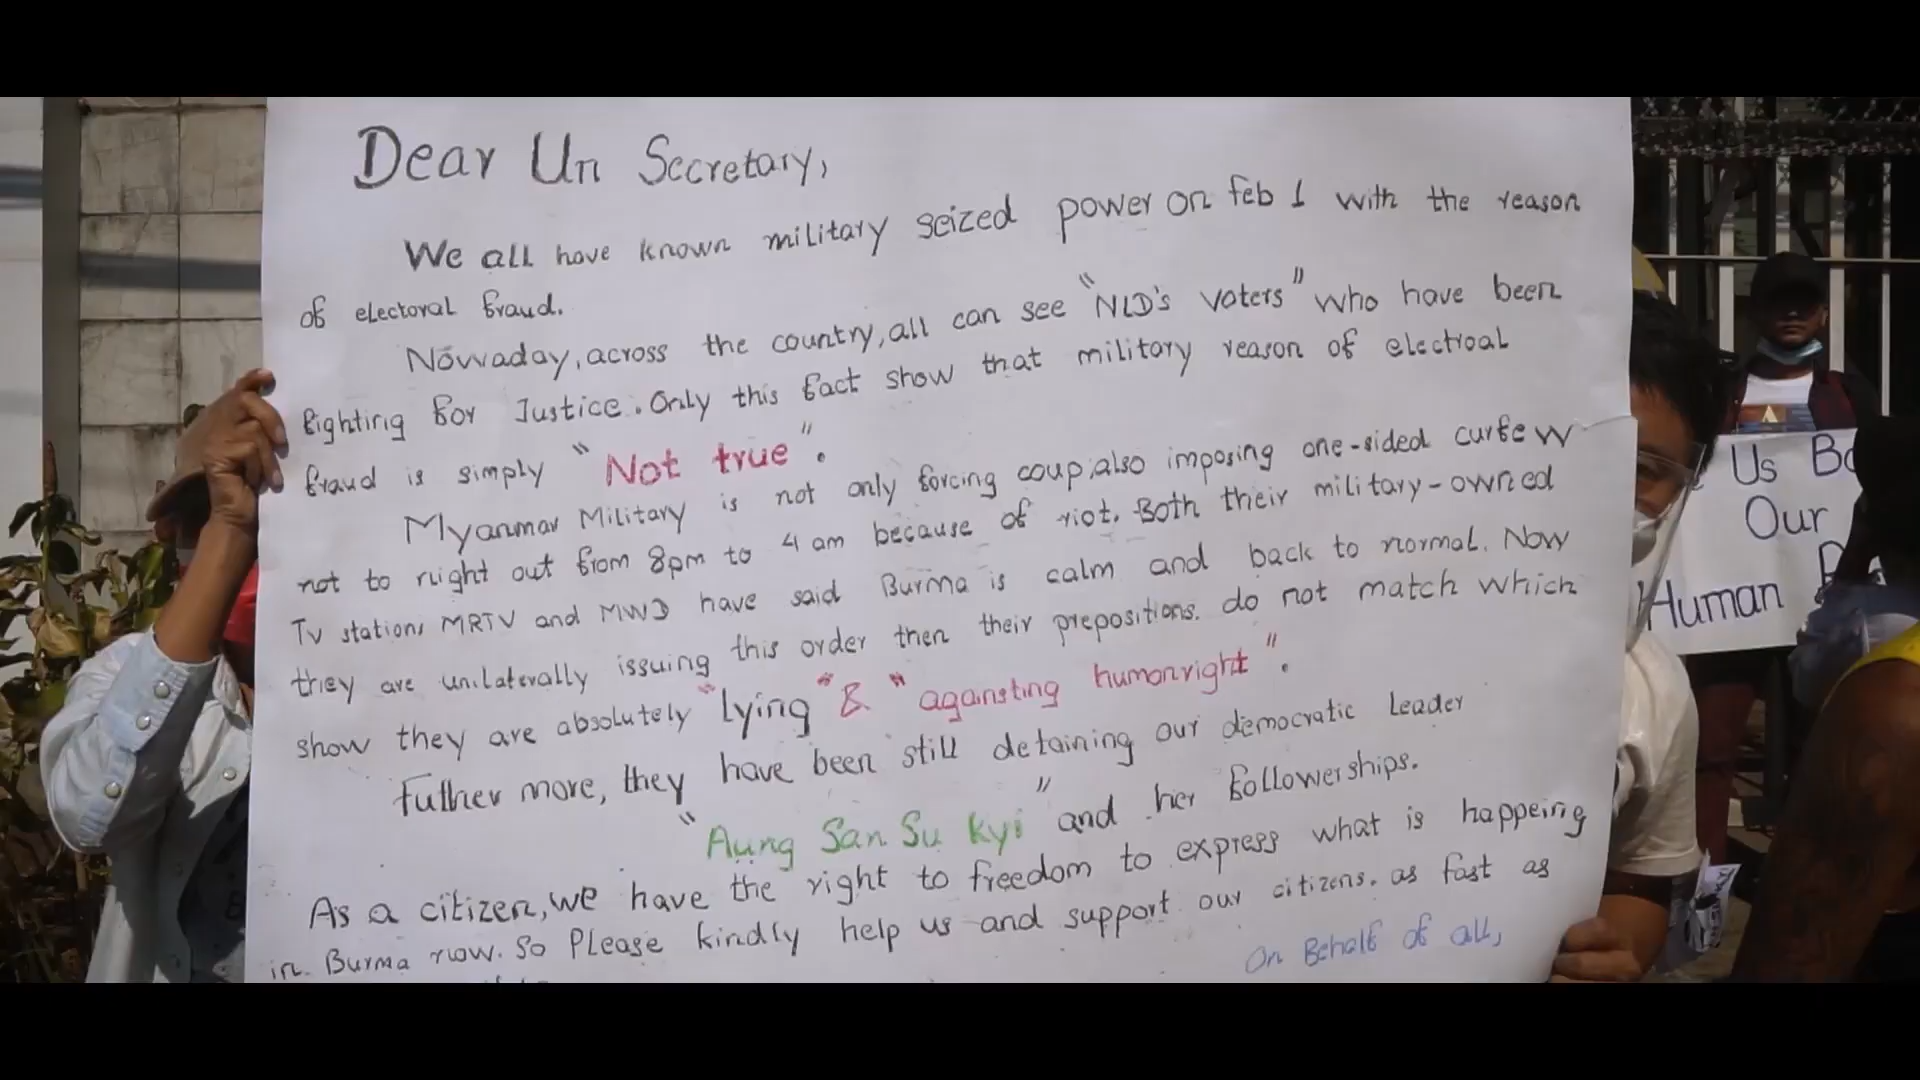 Dear Un Secretary,
We all have known military seized power on feb 1 with the reason
of electoral fraud.
Nowaday, across the country, all can see "NLD's voters" who have been
fighting for Justice. Only this fact show that military reason of electroal
fraud is simply "Not true".
Myanmar Military is not only forcing coup, also imposing one-sided curfew
not to right out from 8pm to 4 am because of riot. Both their military-owned
Tv stations MRTV and MWD have said Burma is calm and back to normal. Now
they are unilaterally issuing this order then their prepositions. do not match which
show they are absolutely "lying" & "agansting humanright".
Futher more, they have been still detaining our democratic leader
"Aung San Su Kyi" and her followerships.
As a citizen, we have the right to freedom to express what is happeing
in Burma now. So Please kindly help us and support our citizens. as fast as
On Behalf of all,
Us
Our
Human